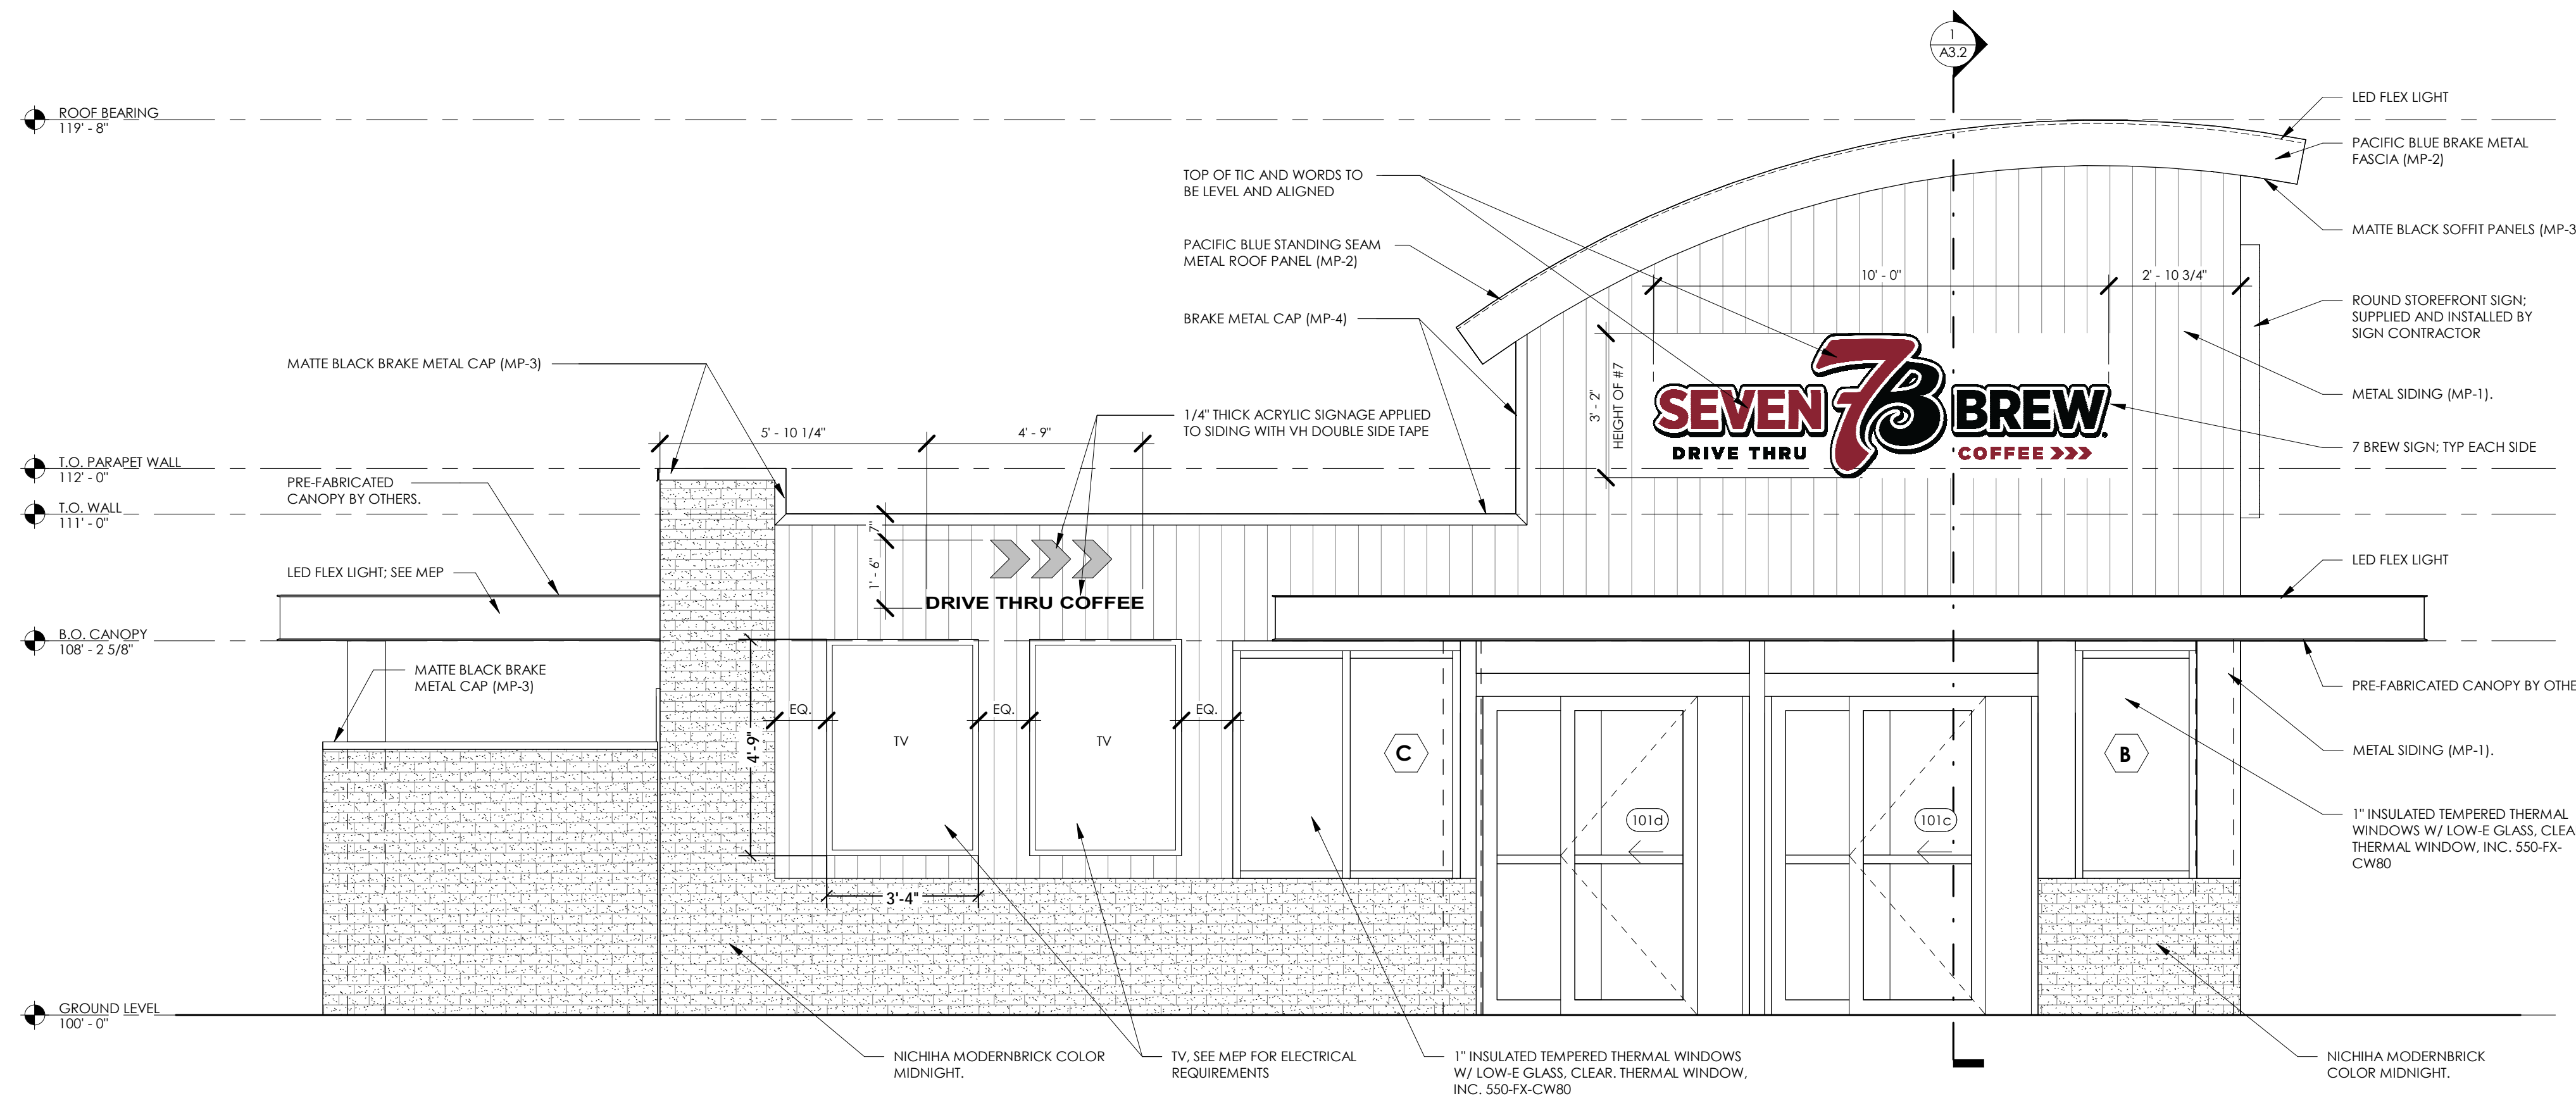 1
A3.2
ROOF BEARING
119' - 8"
LED FLEX LIGHT
PACIFIC BLUE BRAKE METAL
FASCIA (MP-2)
TOP OF TIC AND WORDS TO
BE LEVEL AND ALIGNED
MATTE BLACK SOFFIT PANELS (MP-3
PACIFIC BLUE STANDING SEAM
METAL ROOF PANEL (MP-2)
10' - 0"
2' - 10 3/4"
ROUND STOREFRONT SIGN;
SUPPLIED AND INSTALLED BY
SIGN CONTRACTOR
BRAKE METAL CAP (MP-4)
MATTE BLACK BRAKE METAL CAP (MP-3)
3' - 2"
HEIGHT OF #7
SEVEN 7B BREW
DRIVE THRU
COFFEE
METAL SIDING (MP-1).
1/4" THICK ACRYLIC SIGNAGE APPLIED
TO SIDING WITH VH DOUBLE SIDE TAPE
5' - 10 1/4"
4' - 9"
7 BREW SIGN; TYP EACH SIDE
T.O. PARAPET WALL
112' - 0"
PRE-FABRICATED
CANOPY BY OTHERS.
T.O. WALL
111' - 0"
7"
1' - 6"
LED FLEX LIGHT
LED FLEX LIGHT; SEE MEP
DRIVE THRU COFFEE
B.O. CANOPY
108' - 2 5/8"
MATTE BLACK BRAKE
METAL CAP (MP-3)
PRE-FABRICATED CANOPY BY OTHE
EQ.
EQ.
EQ.
4'-9"
TV
TV
C
B
METAL SIDING (MP-1).
101d
101c
1" INSULATED TEMPERED THERMAL
WINDOWS W/ LOW-E GLASS, CLEA
THERMAL WINDOW, INC. 550-FX-
CW80
3'-4"
GROUND LEVEL
100' - 0"
NICHIHA MODERNBRICK COLOR
MIDNIGHT.
TV, SEE MEP FOR ELECTRICAL
REQUIREMENTS
1" INSULATED TEMPERED THERMAL WINDOWS
W/ LOW-E GLASS, CLEAR. THERMAL WINDOW,
INC. 550-FX-CW80
NICHIHA MODERNBRICK
COLOR MIDNIGHT.